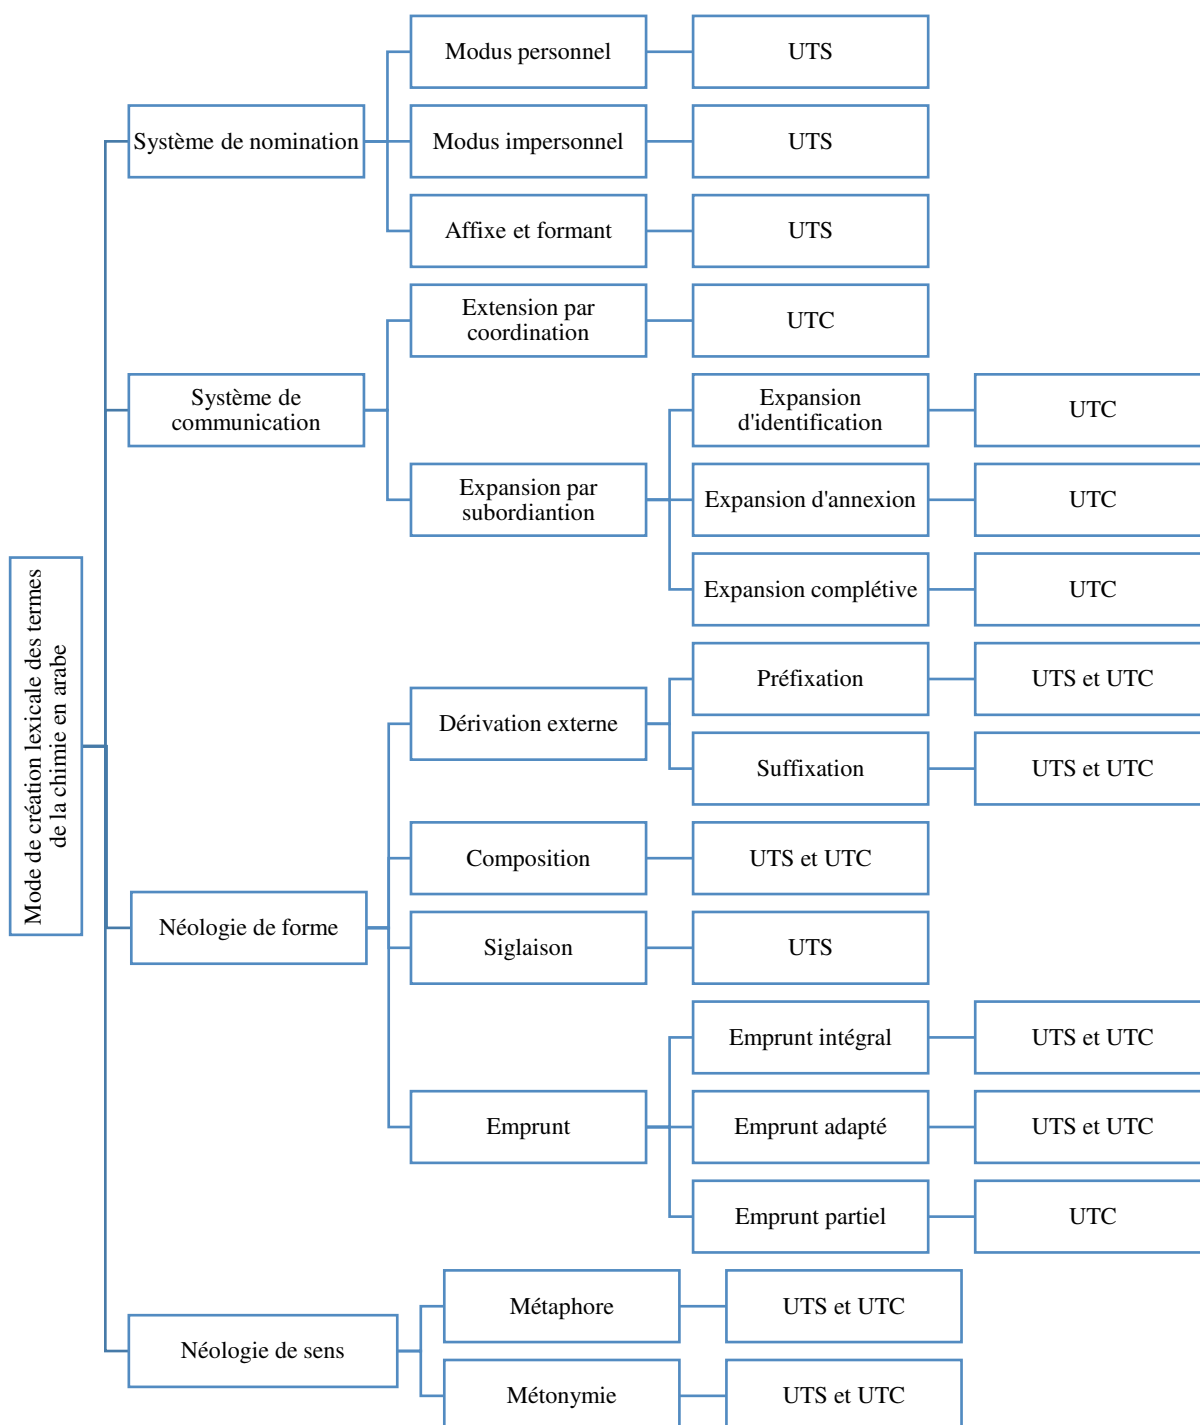 Modus personnel
UTS
Système de nomination
Modus impersonnel
UTS
Affixe et formant
UTS
Extension par
coordination
UTC
Système de
communication
Expansion
d'identification
UTC
Expansion par
subordiantion
Expansion d'annexion
UTC
Expansion complétive
UTC
Mode de création lexicale des termes
de la chimie en arabe
Préfixation
UTS et UTC
Dérivation externe
Suffixation
UTS et UTC
Composition
UTS et UTC
Néologie de forme
Siglaison
UTS
Emprunt intégral
UTS et UTC
Emprunt
Emprunt adapté
UTS et UTC
Emprunt partiel
UTC
Métaphore
UTS et UTC
Néologie de sens
Métonymie
UTS et UTC